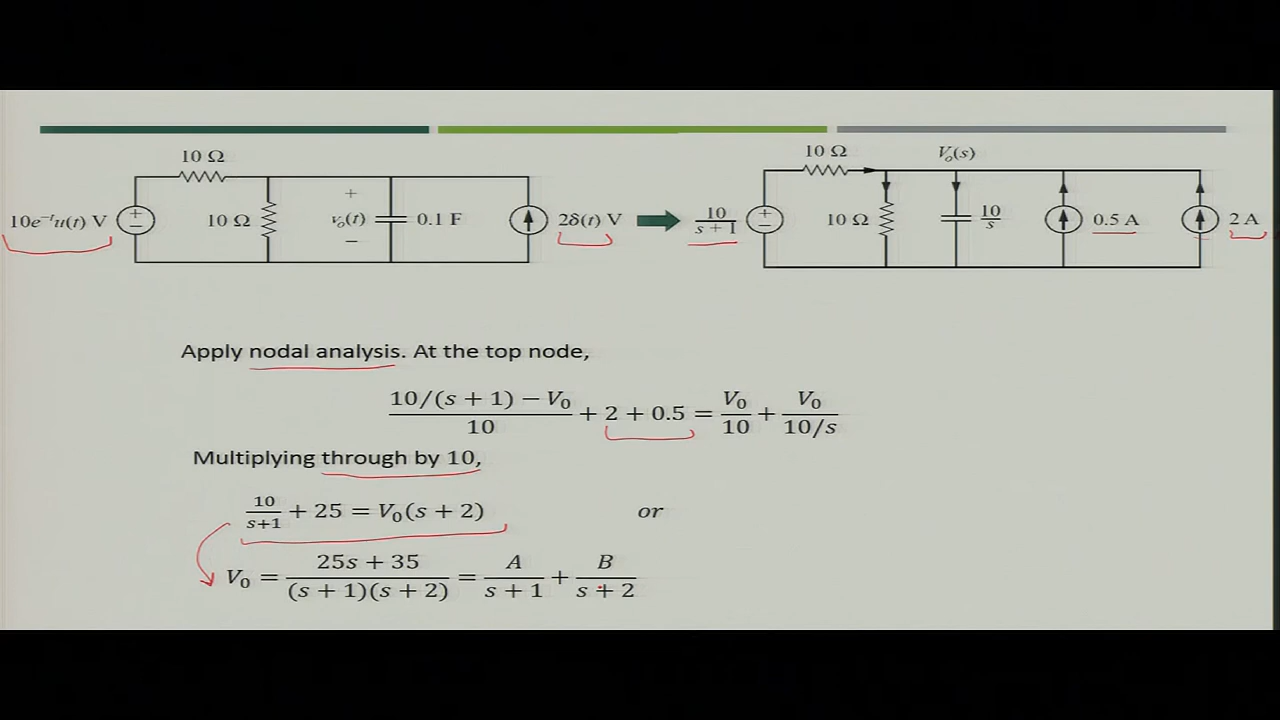 10 Ω
10e^{-t}u(t) V
10 Ω
+
v_o(t)
−
0.1 F
2δ(t) V
10/(s + 1)
10 Ω
V_o(s)
10 Ω
10/s
0.5 A
2 A
Apply nodal analysis. At the top node,
(10/(s + 1) − V_0)/10 + 2 + 0.5 = V_0/10 + V_0/(10/s)
Multiplying through by 10,
10/(s+1) + 25 = V_0(s + 2) or
V_0 = (25s + 35)/((s + 1)(s + 2)) = A/(s + 1) + B/(s + 2)